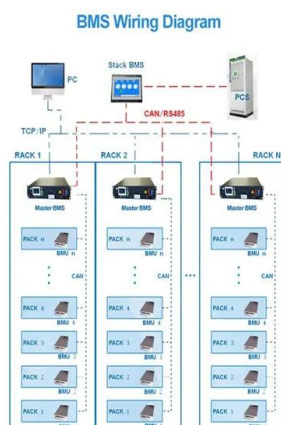 BMS Wiring Diagram
Stack BMS
PC
PCS
CAN/RS485
TCP/IP
RACK 1 RACK 2 RACK N
Master BMS Master BMS Master BMS
PACK n PACK n PACK n
BMU n BMU n BMU n
CAN CAN CAN
PACK 4 PACK 4 PACK 4
BMU 4 BMU 4 BMU 4
PACK 3 PACK 3 PACK 3
BMU 3 BMU 3 BMU 3
PACK 2 PACK 2 PACK 2
BMU 2 BMU 2 BMU 2
PACK 1 PACK 1 PACK 1